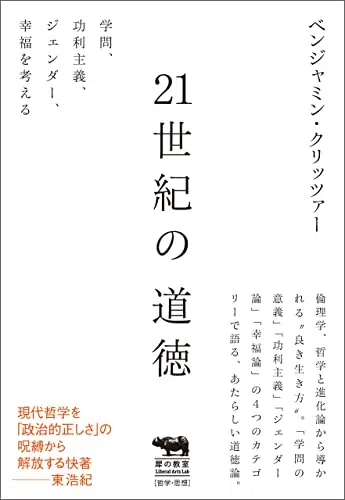 ベンジャミン・クリッツァー
21世紀の道徳
学問、
功利主義、
ジェンダー、
幸福を考える
倫理学、哲学と進化論から導か
れる〝良き生き方〟。「学問の
意義」「功利主義」「ジェンダー
論」「幸福論」の4つのカテゴ
リーで語る、あたらしい道徳論。
現代哲学を
「政治的正しさ」の
呪縛から
解放する快著
──東浩紀
犀の教室
Liberal Arts Lab
[哲学・思想]